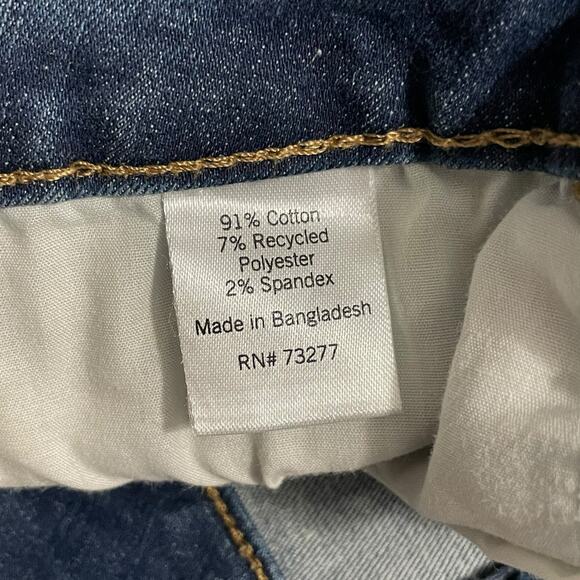 91% Cotton
7% Recycled
Polyester
2% Spandex
Made in Bangladesh
RN# 73277